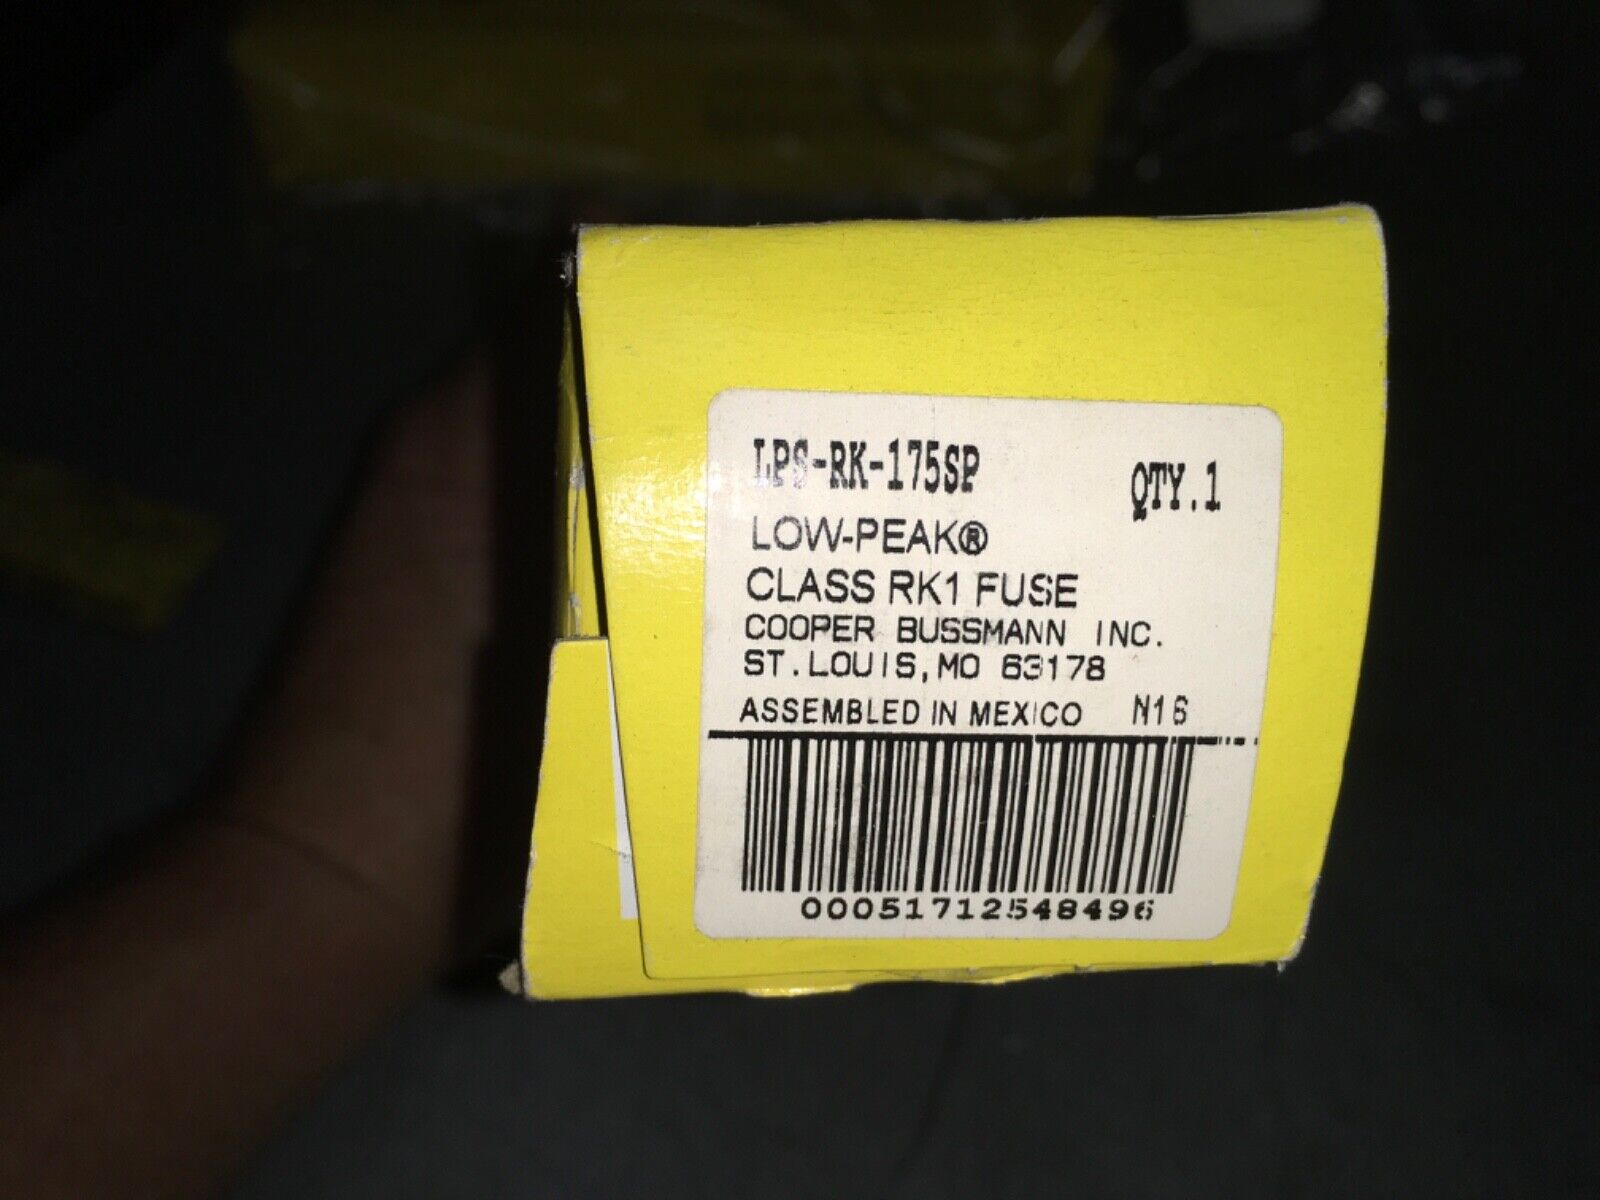 LPS-RK-175SP QTY.1
LOW-PEAK®
CLASS RK1 FUSE
COOPER BUSSMANN INC.
ST.LOUIS,MO 63178
ASSEMBLED IN MEXICO N16
00051712548496